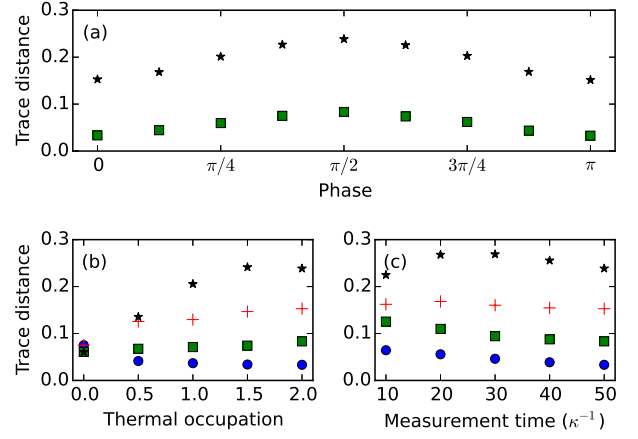 0.3
(a)
0.2
0.1
0.0
Trace distance
0
π/4
π/2
3π/4
π
Phase
0.3
(b)
0.2
0.1
0.0
Trace distance
0.0
0.5
1.0
1.5
2.0
Thermal occupation
0.3
(c)
0.2
0.1
0.0
10
20
30
40
50
Measurement time (κ⁻¹)